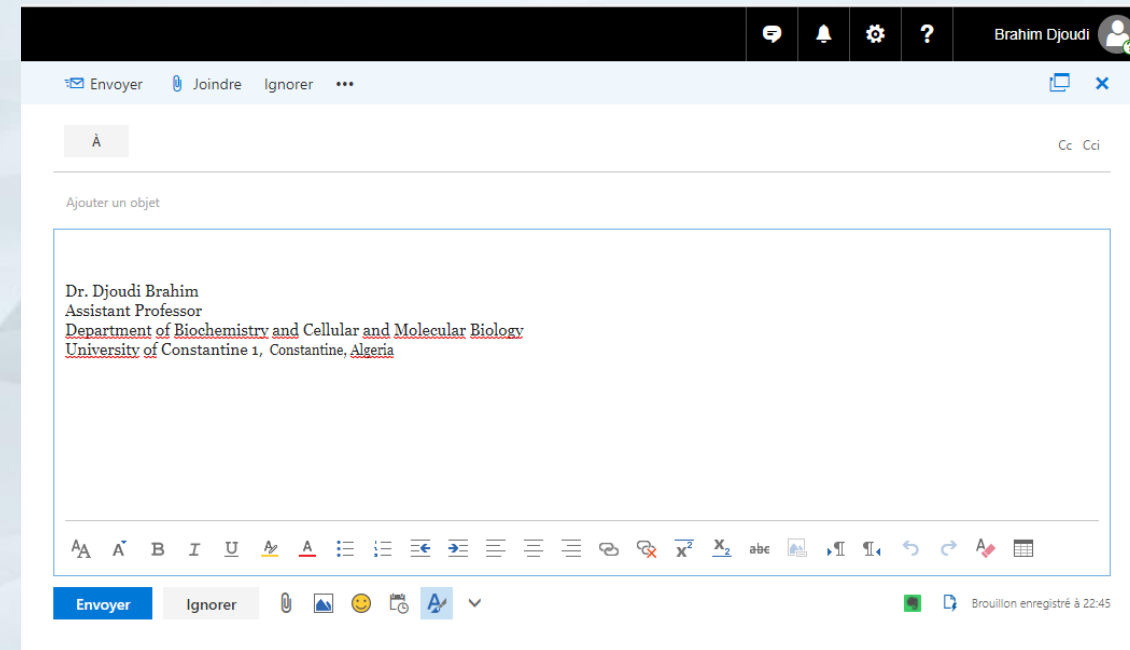 Brahim Djoudi
Envoyer Joindre Ignorer
À
Cc Cci
Ajouter un objet
Dr. Djoudi Brahim
Assistant Professor
Department of Biochemistry and Cellular and Molecular Biology
University of Constantine 1, Constantine, Algeria
Envoyer Ignorer Brouillon enregistré à 22:45